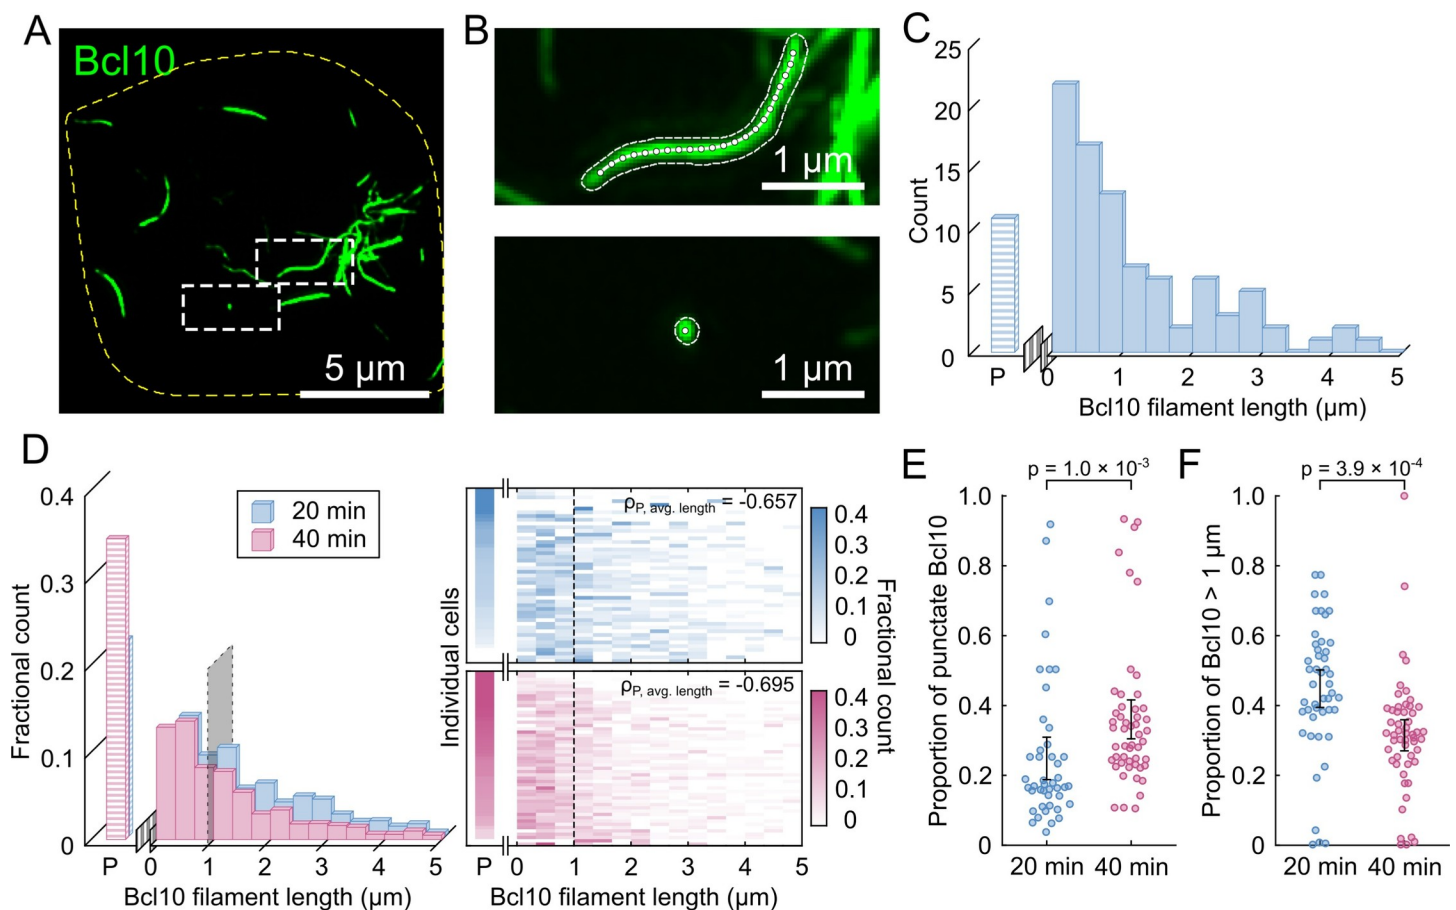 A
Bcl10
5 μm
B
1 μm
1 μm
C
25
20
15
10
5
0
Count
P
0
1
2
3
4
5
Bcl10 filament length (μm)
D
0.4
0.3
0.2
0.1
0
Fractional count
20 min
40 min
P
0
1
2
3
4
5
Bcl10 filament length (μm)
Individual cells
ρP, avg. length = -0.657
0.4
0.3
0.2
0.1
0
Fractional count
ρP, avg. length = -0.695
0.4
0.3
0.2
0.1
0
P
0
1
2
3
4
5
Bcl10 filament length (μm)
E
p = 1.0 × 10-3
1.0
0.8
0.6
0.4
0.2
0
Proportion of punctate Bcl10
20 min
40 min
F
p = 3.9 × 10-4
1.0
0.8
0.6
0.4
0.2
0
Proportion of Bcl10 > 1 μm
20 min
40 min